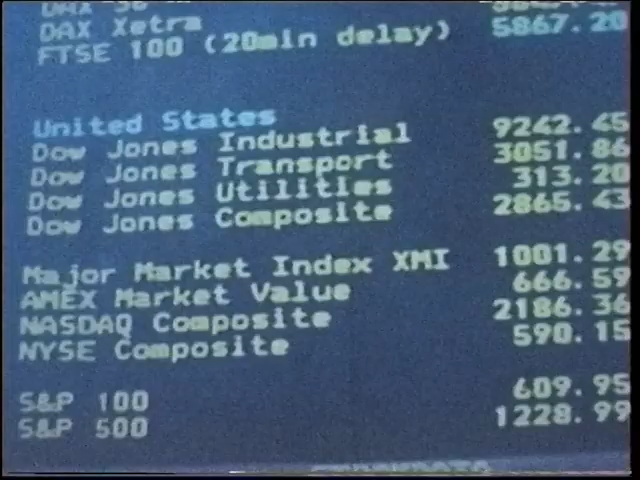 DAX 30
DAX Xetra
FTSE 100 (20min delay) 5867.20
United States
Dow Jones Industrial 9242.45
Dow Jones Transport 3051.86
Dow Jones Utilities 313.20
Dow Jones Composite 2865.43
Major Market Index XMI 1001.29
AMEX Market Value 666.59
NASDAQ Composite 2186.36
NYSE Composite 590.15
S&P 100 609.95
S&P 500 1228.99